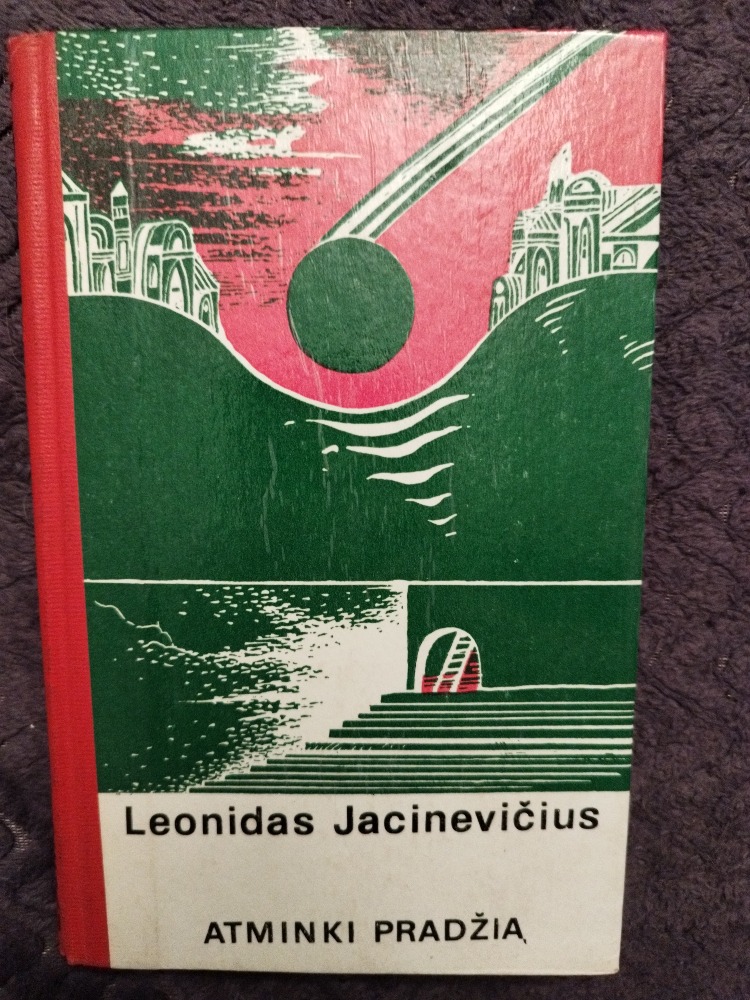 Leonidas Jacinevičius
ATMINKI PRADŽIĄ